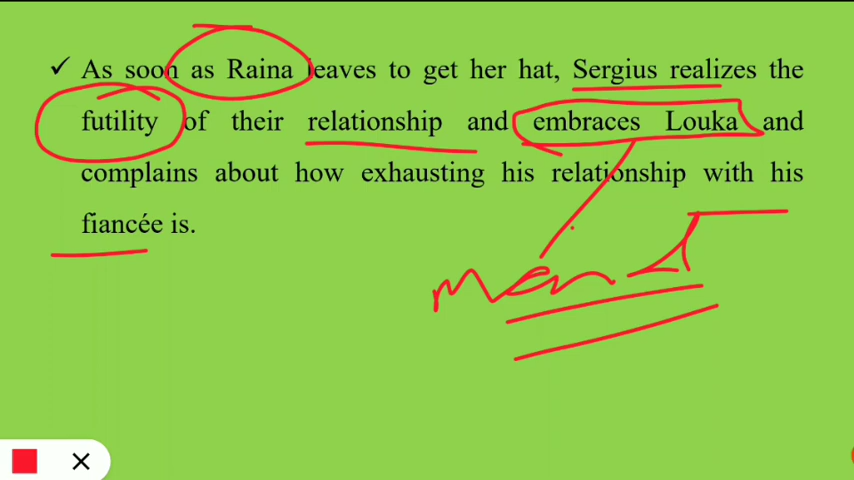 ✓ As soon as Raina leaves to get her hat, Sergius realizes the
futility of their relationship and embraces Louka and
complains about how exhausting his relationship with his
fiancée is.